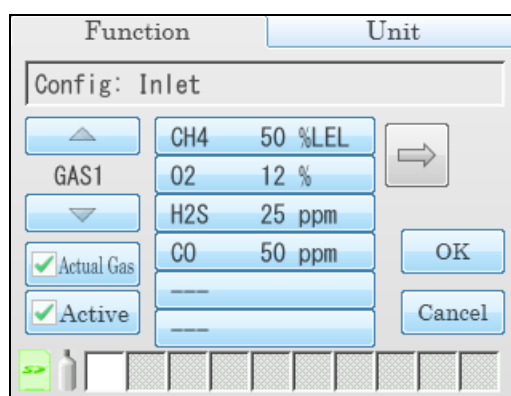 Function Unit
Config: Inlet
CH4 50 %LEL
GAS1 O2 12 %
H2S 25 ppm
Actual Gas CO 50 ppm OK
Active --- Cancel
---